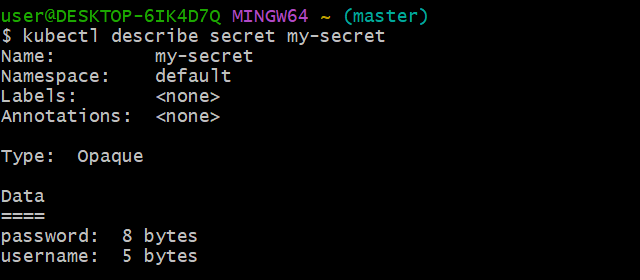 user@DESKTOP-6IK4D7Q MINGW64 ~ (master)
$ kubectl describe secret my-secret
Name:         my-secret
Namespace:    default
Labels:       <none>
Annotations:  <none>

Type:  Opaque

Data
====
password:  8 bytes
username:  5 bytes